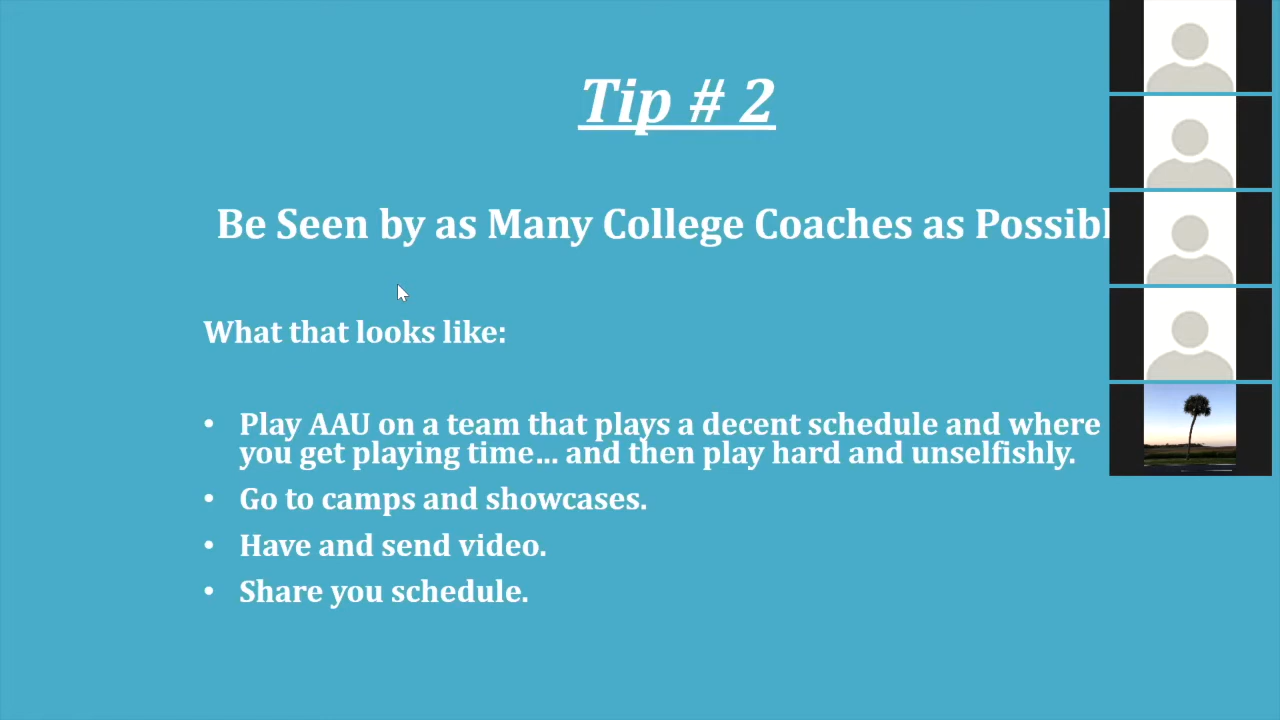 Tip # 2
Be Seen by as Many College Coaches as Possibl
What that looks like:
• Play AAU on a team that plays a decent schedule and where
you get playing time... and then play hard and unselfishly.
• Go to camps and showcases.
• Have and send video.
• Share you schedule.